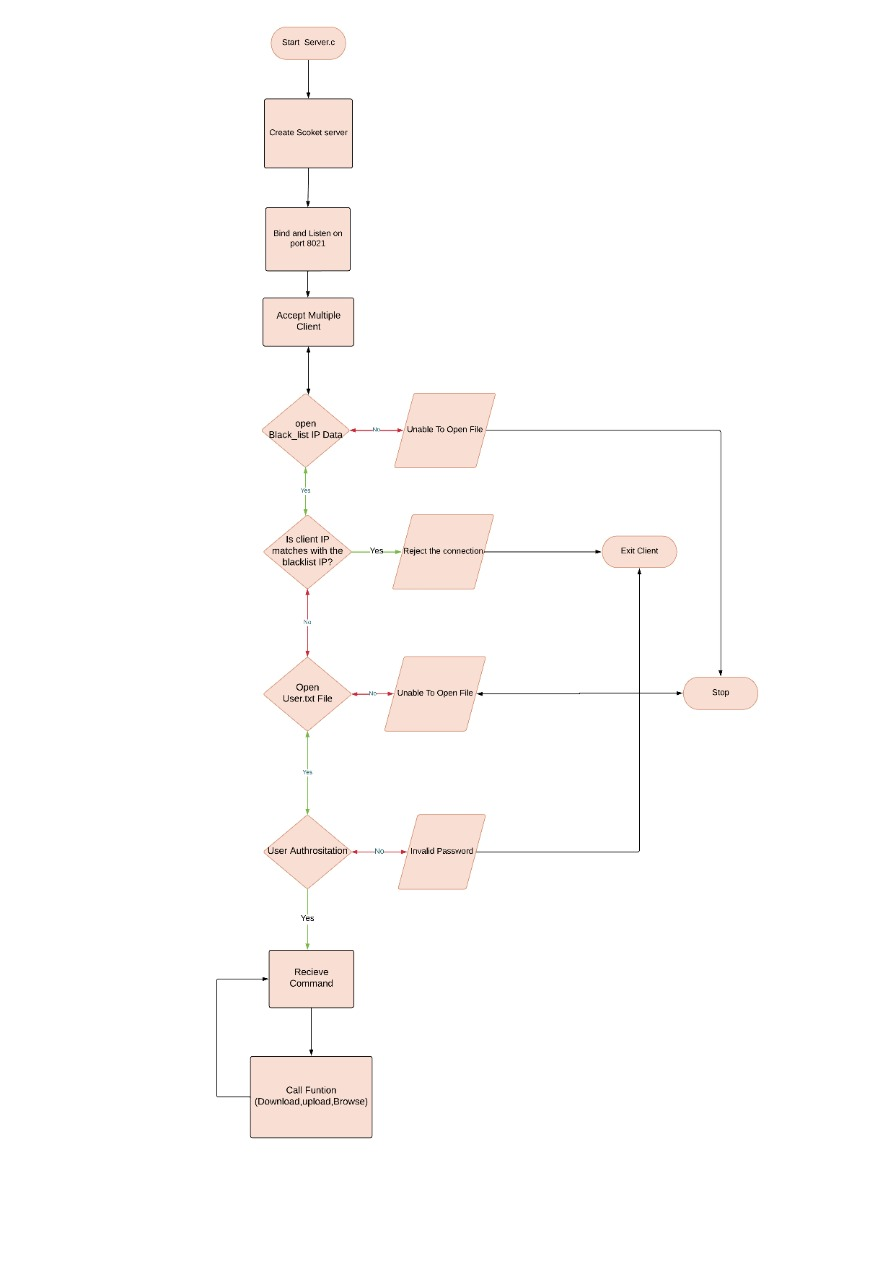 Start  Server.c
Create Scoket server
Bind and Listen on
port 8021
Accept Multiple
Client
open
Black_list IP Data
No
Unable To Open File
Yes
Is client IP
matches with the
blacklist IP?
Yes
Reject the connection
Exit Client
No
Open
User.txt File
No
Unable To Open File
Stop
Yes
User Authrositation
No
Invalid Password
Yes
Recieve
Command
Call Funtion
(Download,upload,Browse)